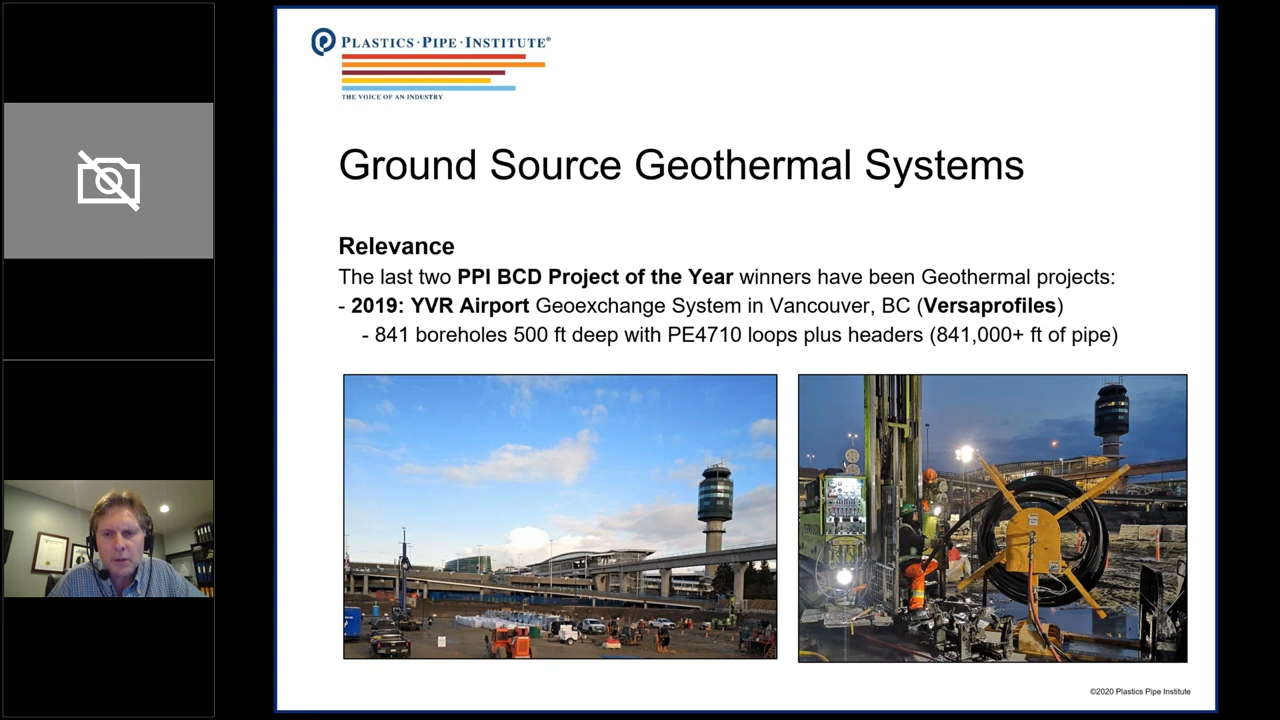 PLASTICS·PIPE·INSTITUTE®
THE VOICE OF AN INDUSTRY
Ground Source Geothermal Systems
Relevance
The last two PPI BCD Project of the Year winners have been Geothermal projects:
- 2019: YVR Airport Geoexchange System in Vancouver, BC (Versaprofiles)
- 841 boreholes 500 ft deep with PE4710 loops plus headers (841,000+ ft of pipe)
©2020 Plastics Pipe Institute